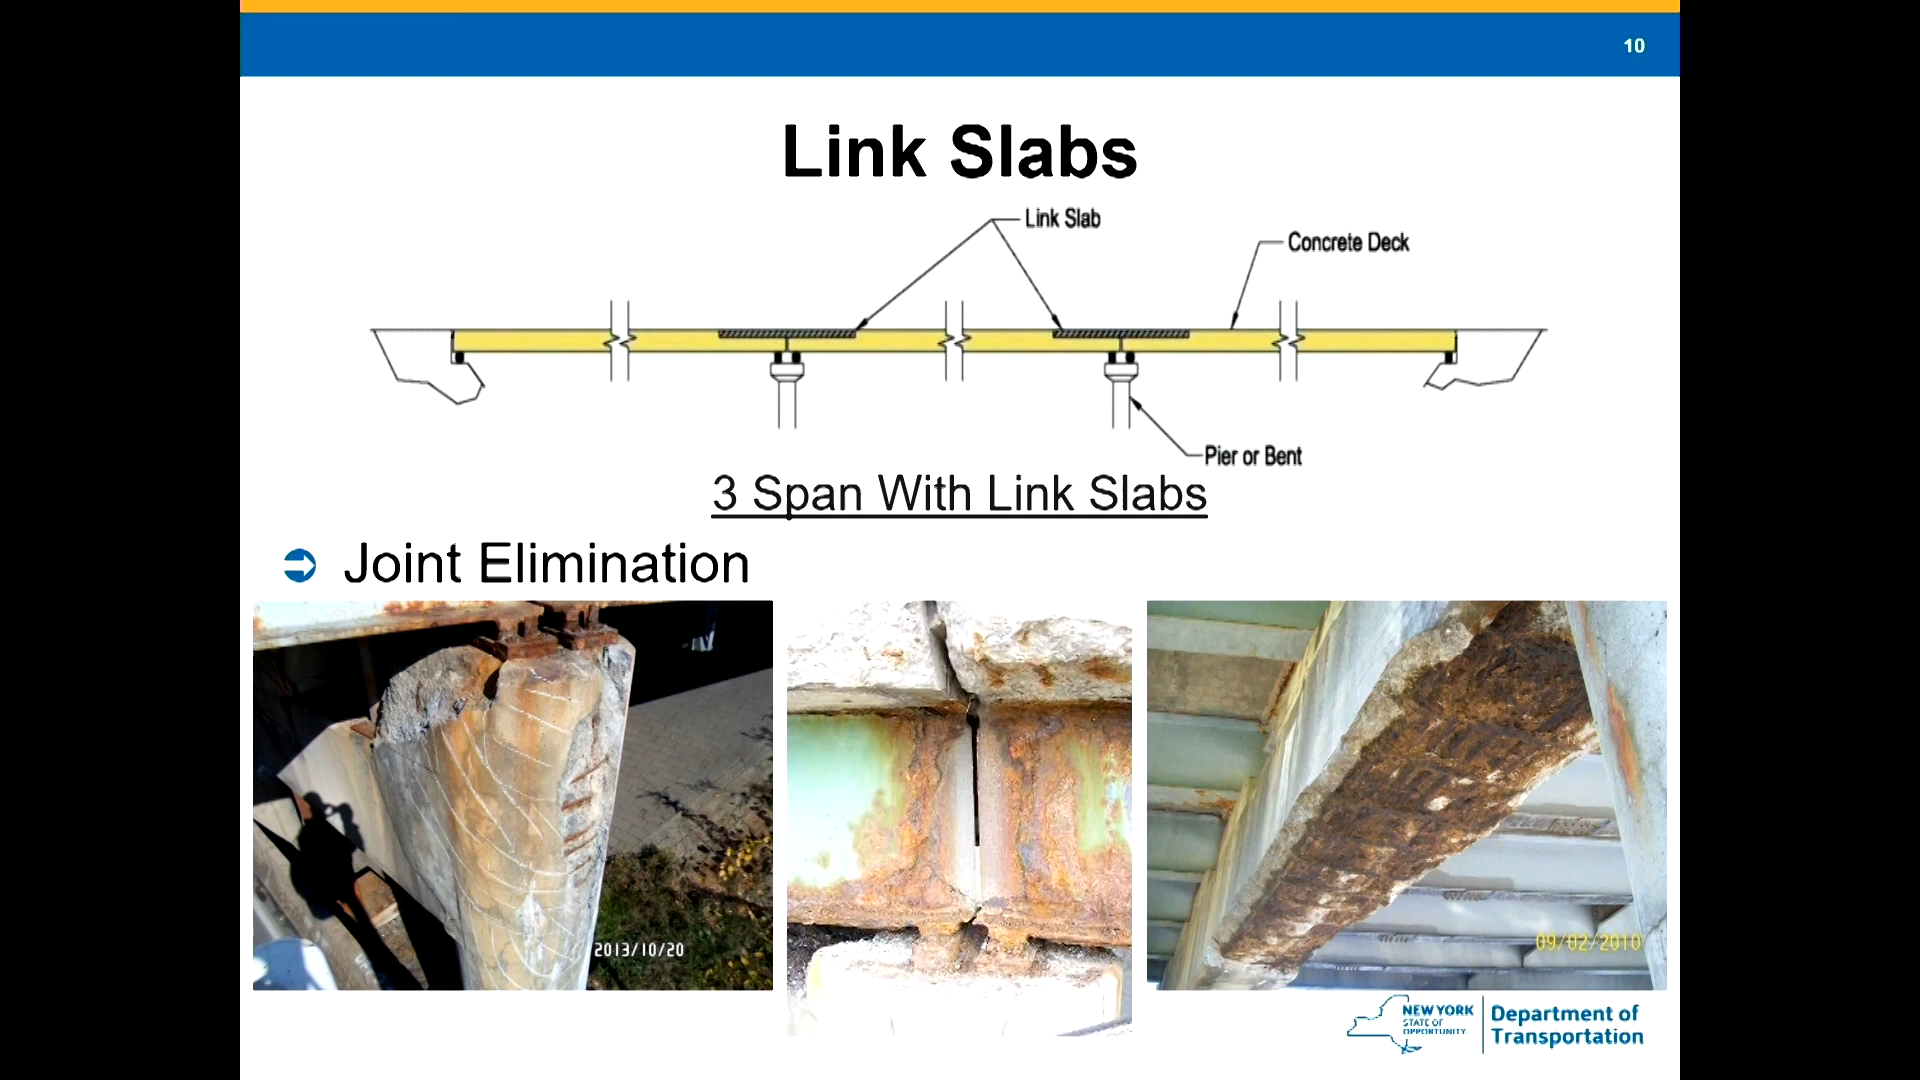 10
Link Slabs
Link Slab
Concrete Deck
Pier or Bent
3 Span With Link Slabs
Joint Elimination
2013/10/20
09/02/2010
NEW YORK
STATE OF
OPPORTUNITY.
Department of
Transportation